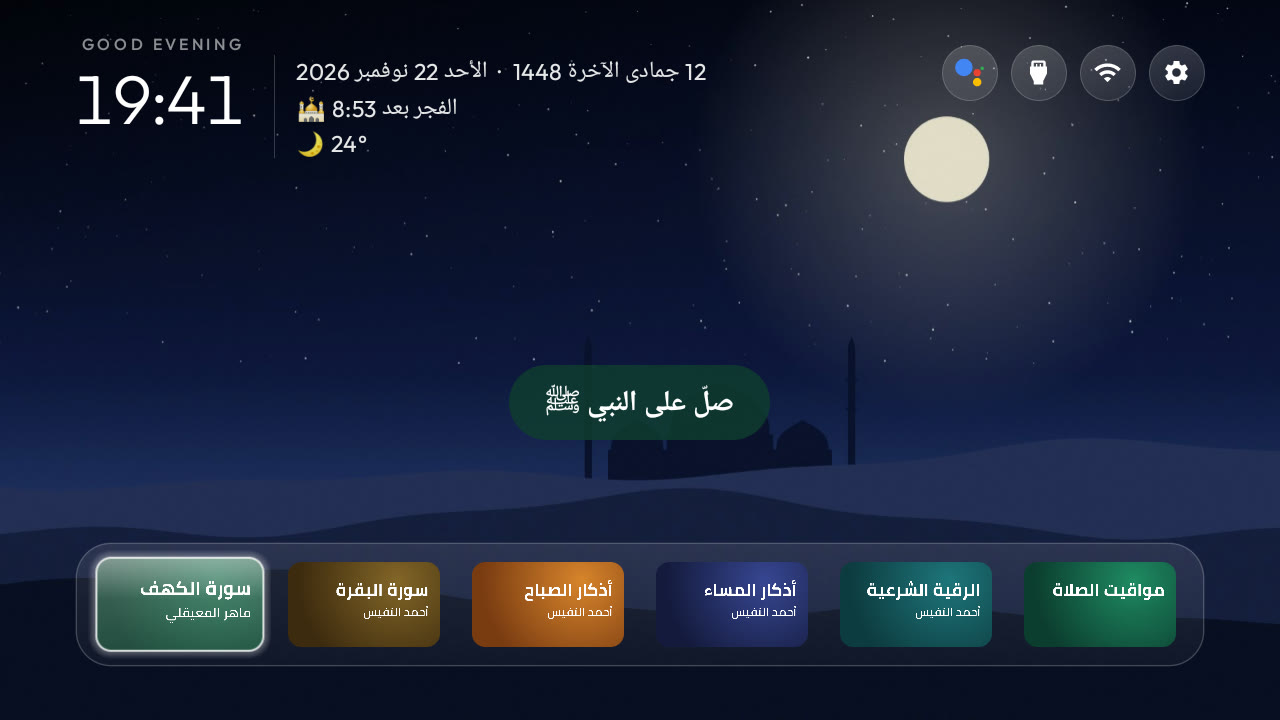 GOOD EVENING
19:41
12 جمادى الآخرة 1448 · الأحد 22 نوفمبر 2026
الفجر بعد 8:53
24°
صلّ على النبي ﷺ
سورة الكهف
ماهر المعيقلي
سورة البقرة
أحمد النفيس
أذكار الصباح
أحمد النفيس
أذكار المساء
أحمد النفيس
الرقية الشرعية
أحمد النفيس
مواقيت الصلاة